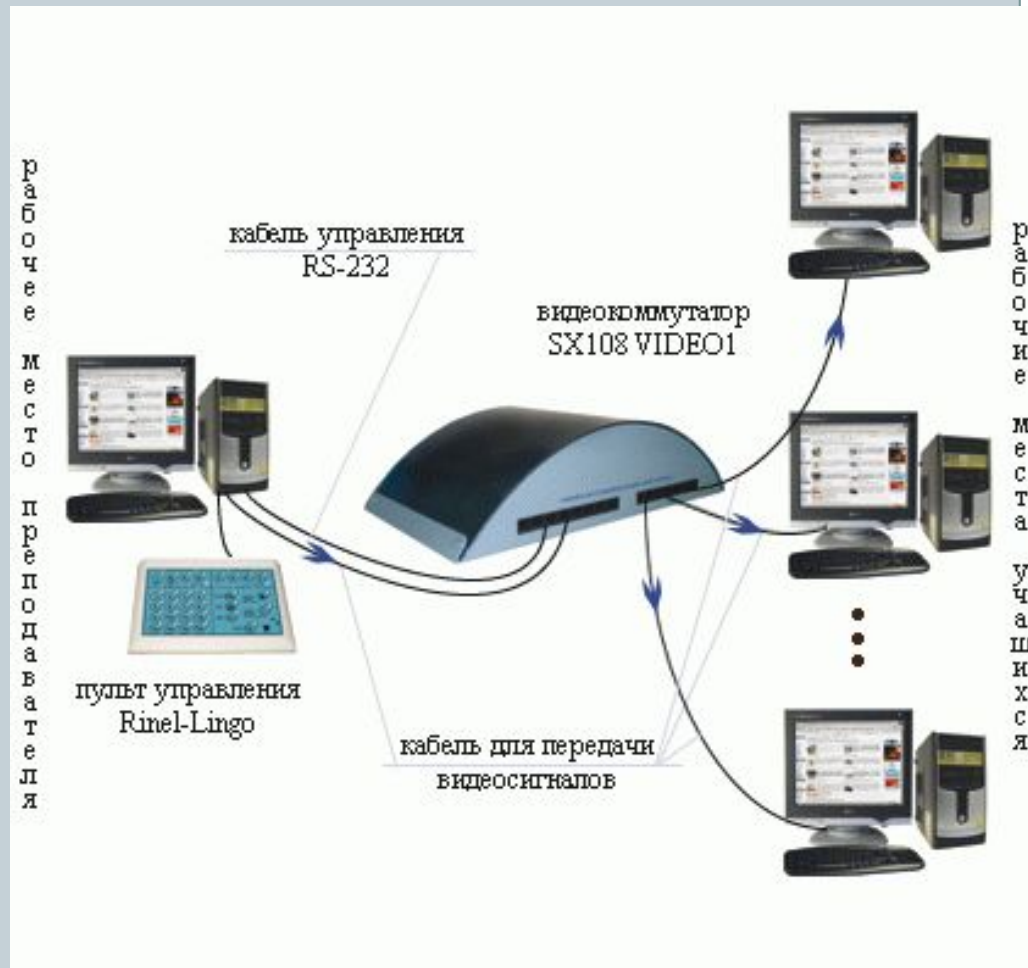 рабочее место преподавателя
кабель управления
RS-232
видеокоммутатор
SX108 VIDEO1
пульт управления
Rinel-Lingo
кабель для передачи
видеосигналов
рабочие места учащихся